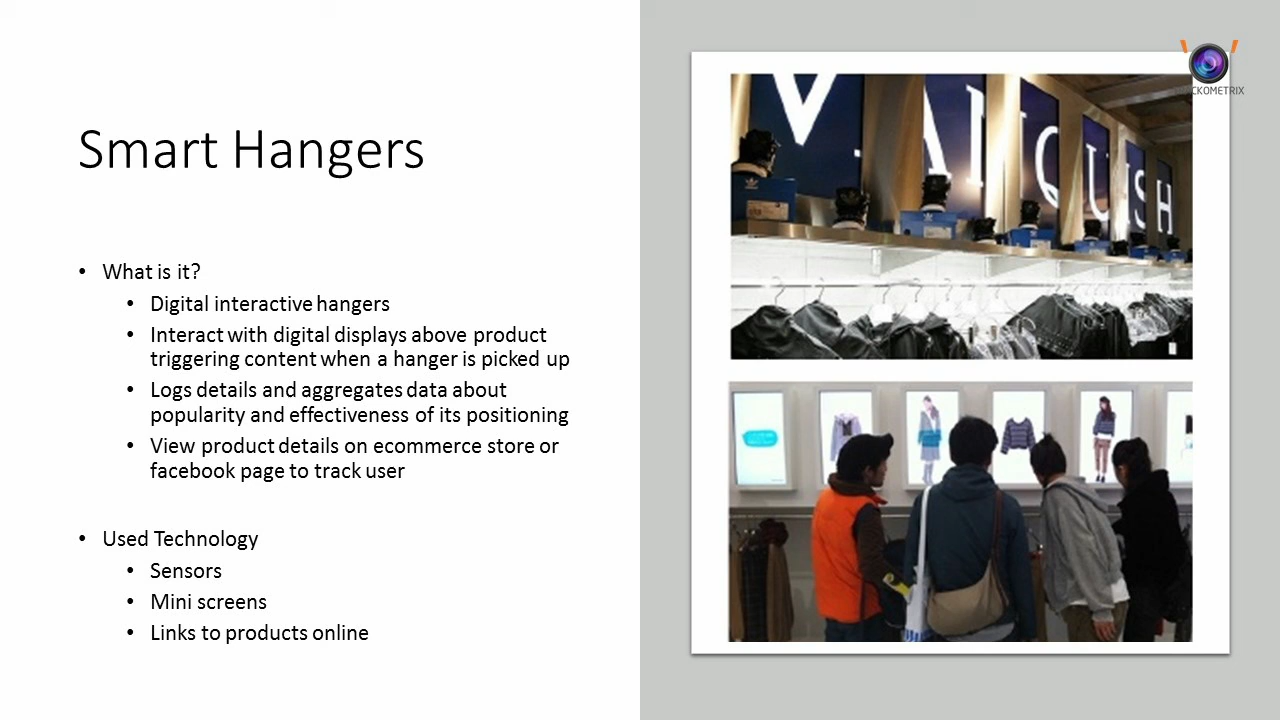 Smart Hangers
• What is it?
• Digital interactive hangers
• Interact with digital displays above product
triggering content when a hanger is picked up
• Logs details and aggregates data about
popularity and effectiveness of its positioning
• View product details on ecommerce store or
facebook page to track user
• Used Technology
• Sensors
• Mini screens
• Links to products online
VANQUISH